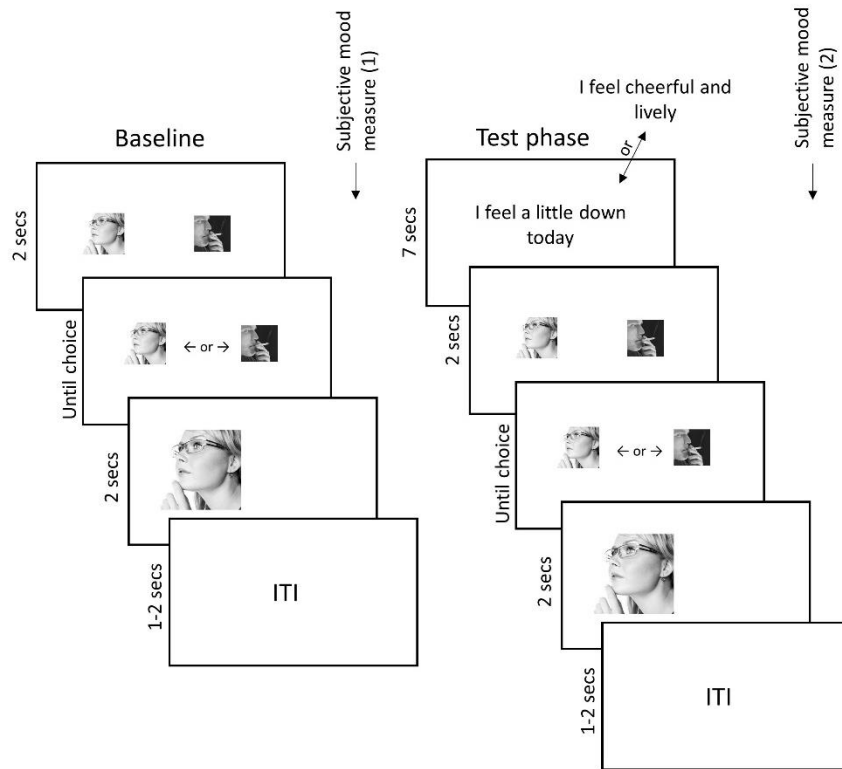 Baseline
Subjective mood
measure (1)
2 secs
Until choice
← or →
2 secs
1-2 secs
ITI
Test phase
I feel cheerful and
lively
or
Subjective mood
measure (2)
7 secs
I feel a little down
today
2 secs
Until choice
← or →
2 secs
1-2 secs
ITI